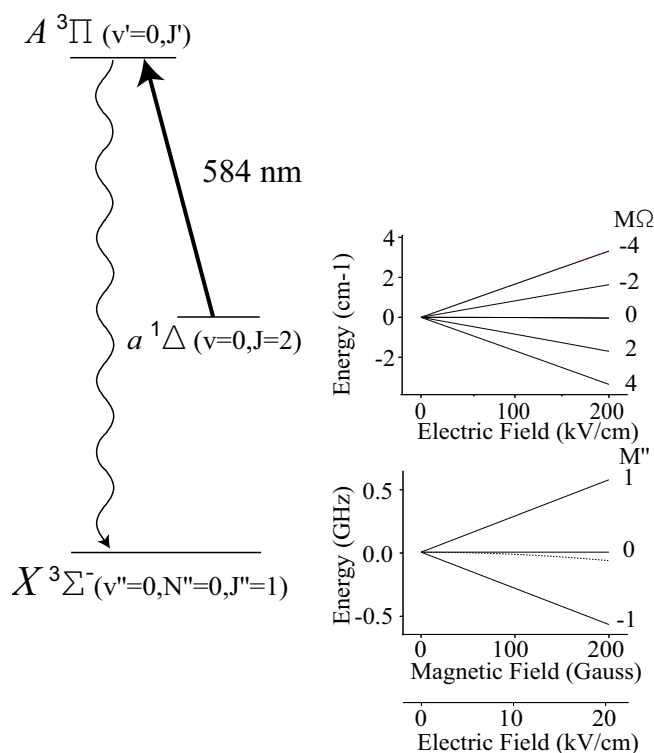 A ³Π (v'=0,J')
584 nm
a ¹Δ (v=0,J=2)
X ³Σ⁻(v''=0,N''=0,J''=1)
MΩ
4
2
0
-2
Energy (cm-1)
-4
-2
0
2
4
0 100 200
Electric Field (kV/cm)
M''
0.5
0.0
-0.5
Energy (GHz)
1
0
-1
0 100 200
Magnetic Field (Gauss)
0 10 20
Electric Field (kV/cm)